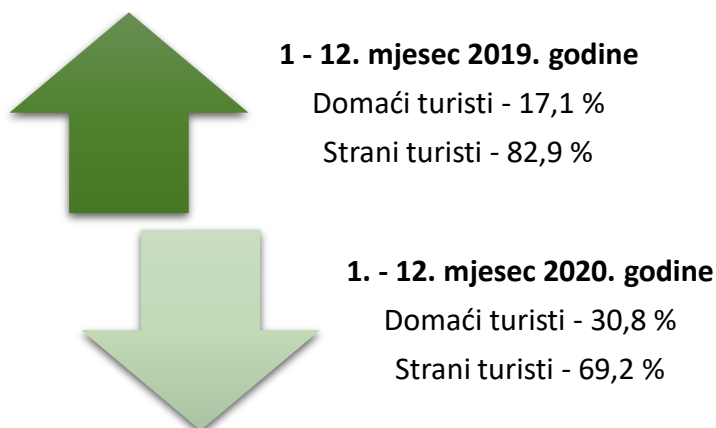 1 - 12. mjesec 2019. godine
Domaći turisti - 17,1 %
Strani turisti - 82,9 %
1. - 12. mjesec 2020. godine
Domaći turisti - 30,8 %
Strani turisti - 69,2 %